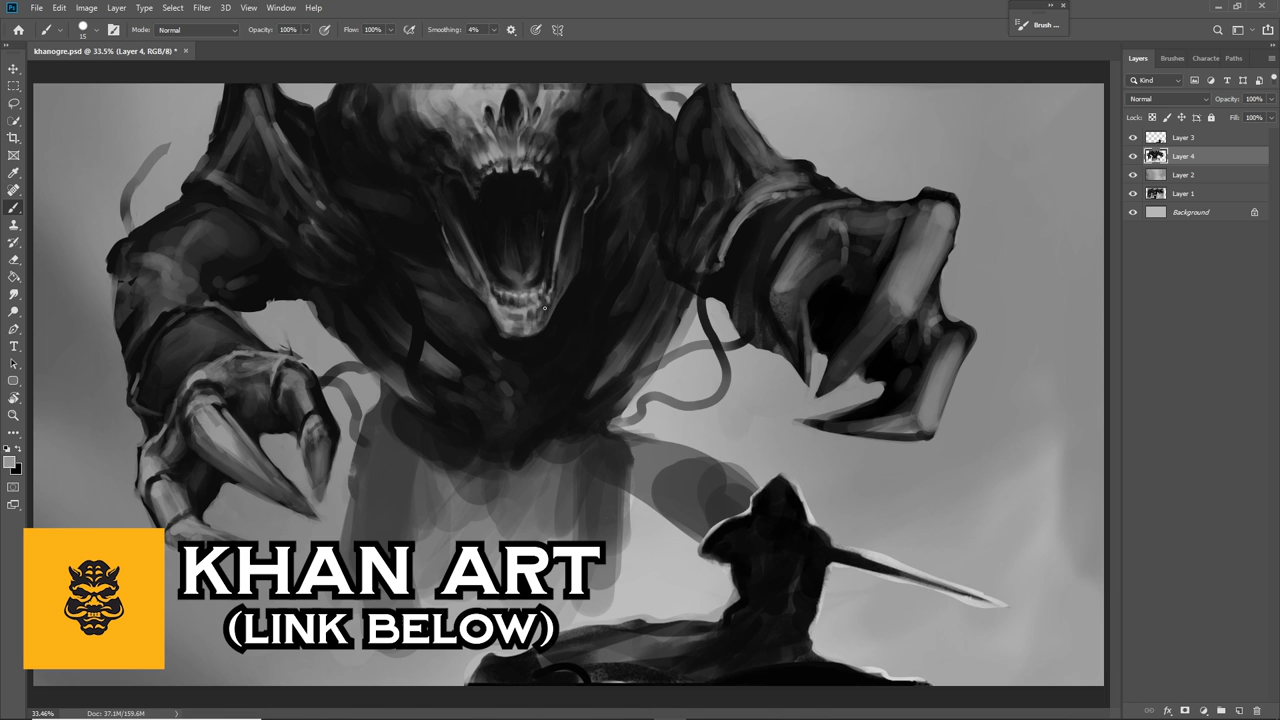 Ps File Edit Image Layer Type Select Filter 3D View Window Help
Brush ...
15 Mode: Normal Opacity: 100% Flow: 100% Smoothing: 4%
khanogre.psd @ 33.5% (Layer 4, RGB/8) *
Layers Brushes Characte Paths
Kind
Normal Opacity: 100%
Lock: Fill: 100%
Layer 3
Layer 4
Layer 2
Layer 1
Background
KHAN ART
(LINK BELOW)
33.46% Doc: 37.1M/159.6M